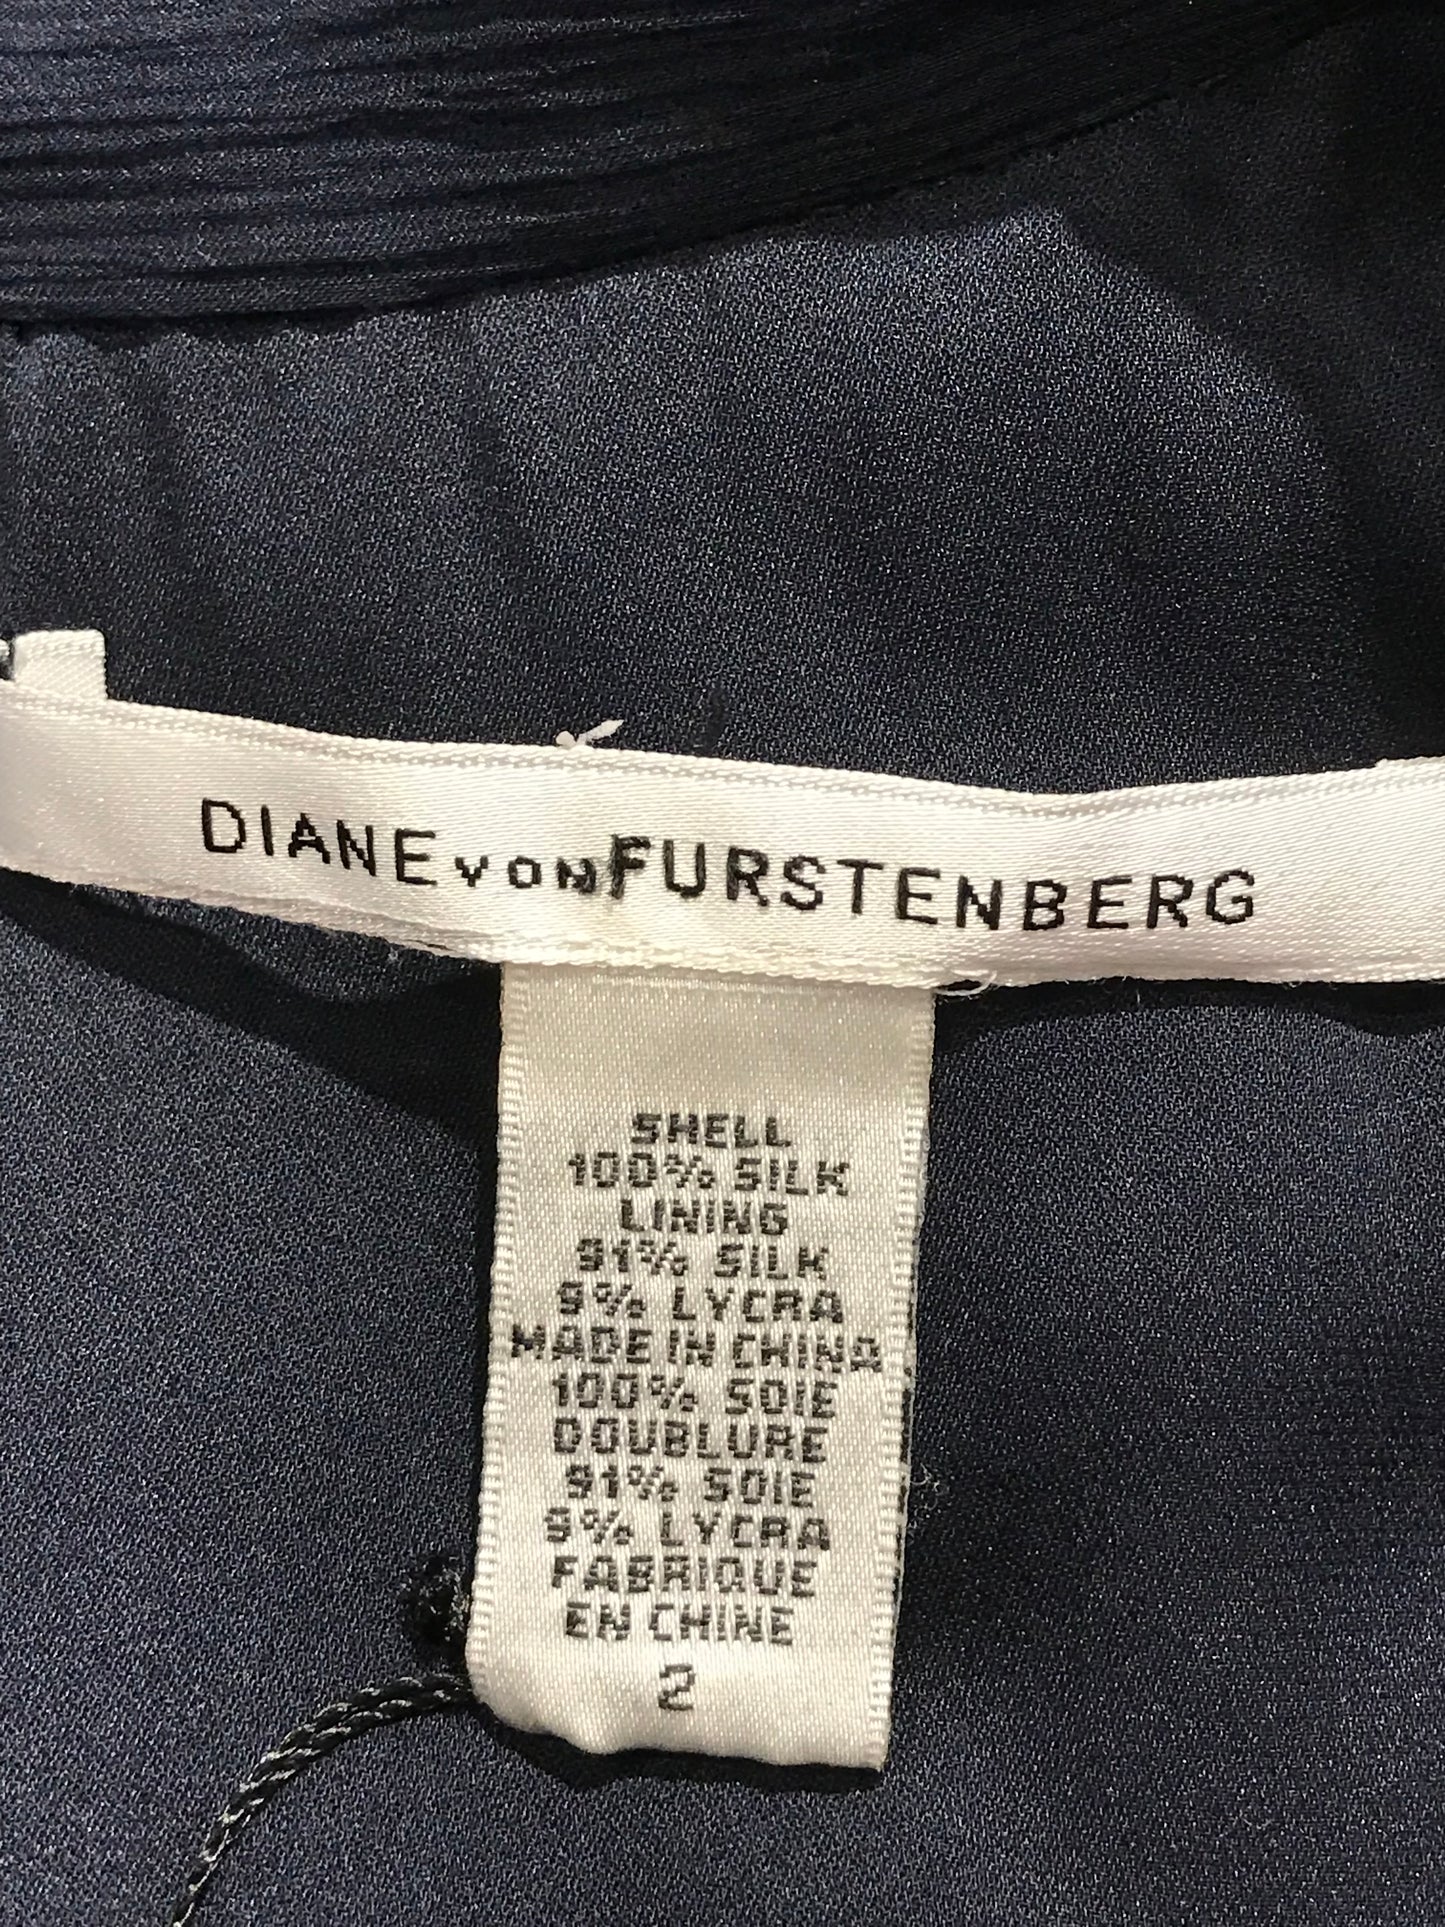 DIANE VON FURSTENBERG
SHELL
100% SILK
LINING
91% SILK
9% LYCRA
MADE IN CHINA
100% SOIE
DOUBLURE
91% SOIE
9% LYCRA
FABRIQUE
EN CHINE
2